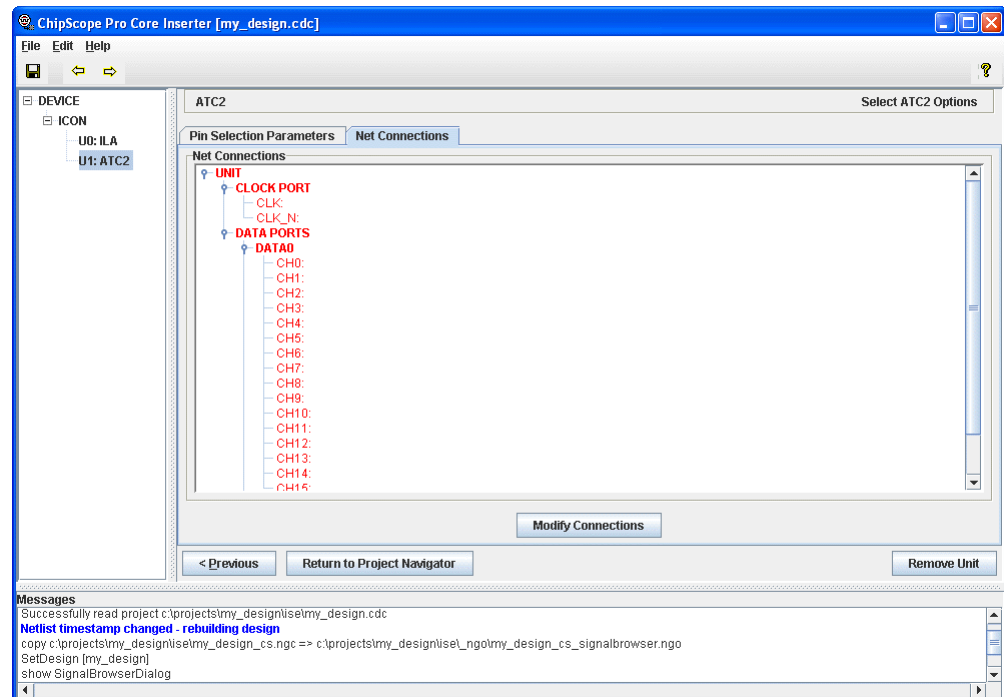 ChipScope Pro Core Inserter [my_design.cdc]
File Edit Help
DEVICE
ICON
U0: ILA
U1: ATC2
ATC2 Select ATC2 Options
Pin Selection Parameters Net Connections
Net Connections
UNIT
CLOCK PORT
CLK:
CLK_N:
DATA PORTS
DATA0
CH0:
CH1:
CH2:
CH3:
CH4:
CH5:
CH6:
CH7:
CH8:
CH9:
CH10:
CH11:
CH12:
CH13:
CH14:
CH15:
Modify Connections
< Previous Return to Project Navigator Remove Unit
Messages
Successfully read project c:\projects\my_design\ise\my_design.cdc
Netlist timestamp changed - rebuilding design
copy c:\projects\my_design\ise\my_design_cs.ngc => c:\projects\my_design\ise\_ngo\my_design_cs_signalbrowser.ngo
SetDesign [my_design]
show SignalBrowserDialog